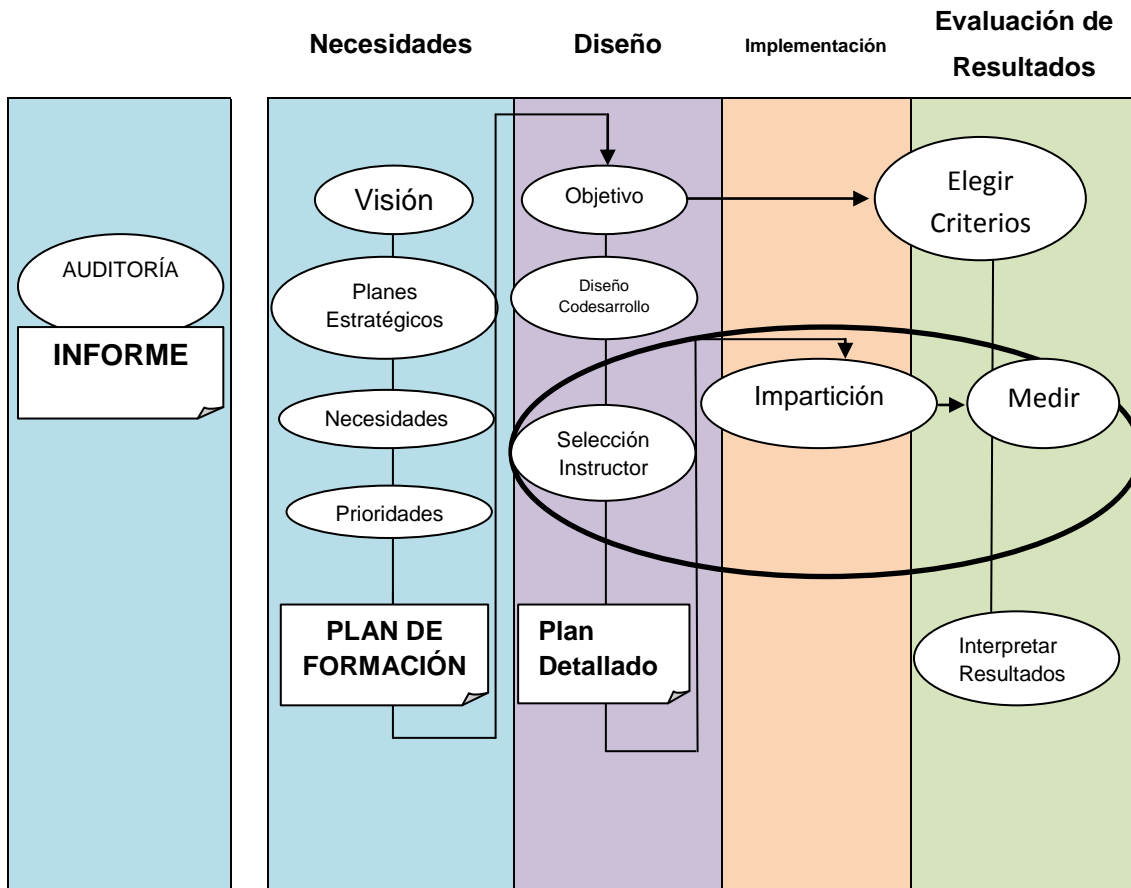 Necesidades
Diseño
Implementación
Evaluación de
Resultados
AUDITORÍA
INFORME
Visión
Planes
Estratégicos
Necesidades
Prioridades
PLAN DE
FORMACIÓN
Objetivo
Diseño
Codesarrollo
Selección
Instructor
Plan
Detallado
Impartición
Elegir
Criterios
Medir
Interpretar
Resultados